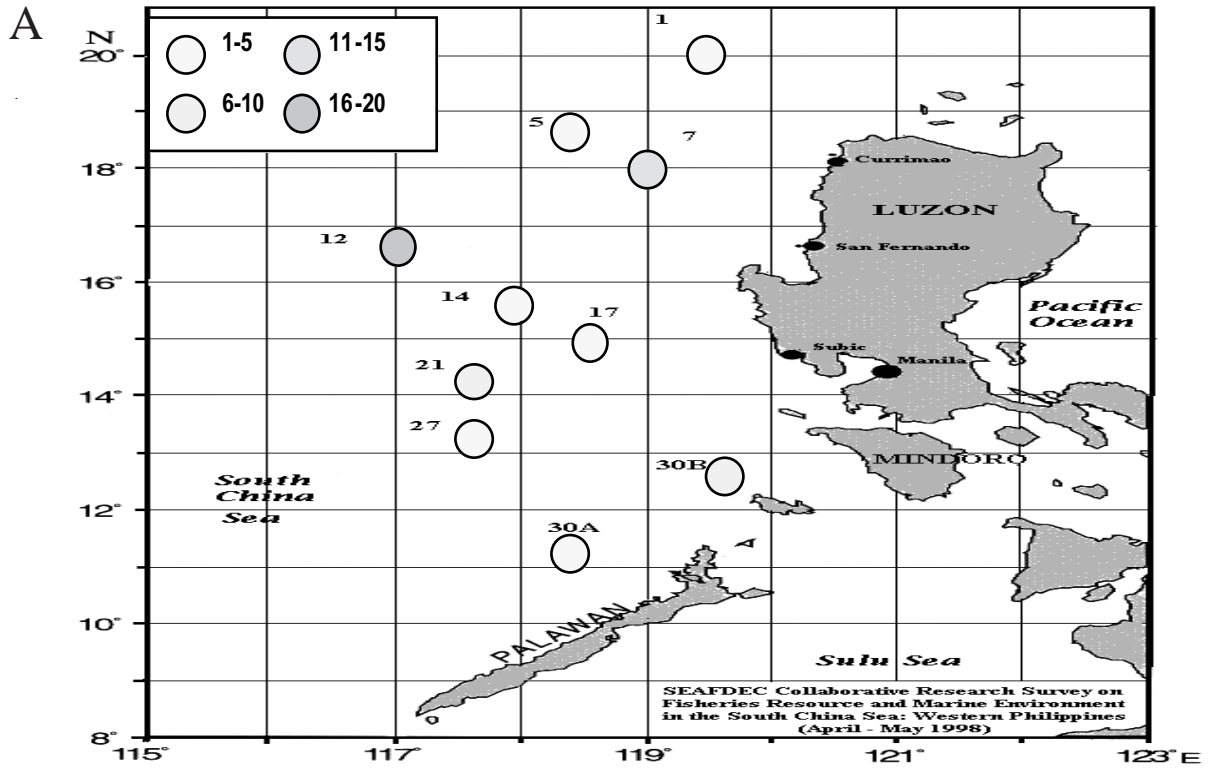 A
N
1-5 11-15
6-10 16-20
1
20°
5
7
18°
Currimao
LUZON
12
San Fernando
16°
14
17
Pacific
Ocean
Subic
Manila
21
14°
27
MINDORO
30B
South
China
Sea
12°
30A
10°
PALAWAN
Sulu Sea
SEAFDEC Collaborative Research Survey on
Fisheries Resource and Marine Environment
in the South China Sea: Western Philippines
(April - May 1998)
8°
115° 117° 119° 121° 123° E